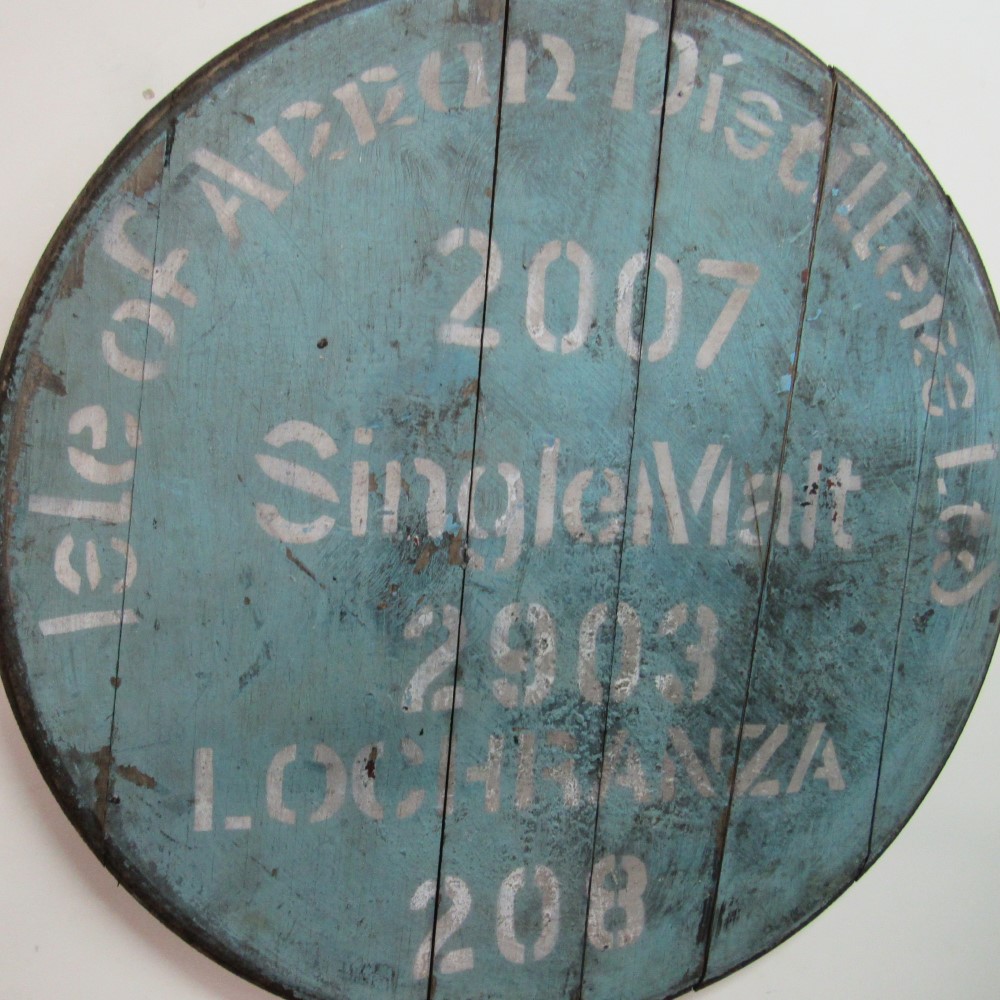 Isle of Arran Distillers Ltd
2007
Single Malt
2903
LOCHRANZA
208